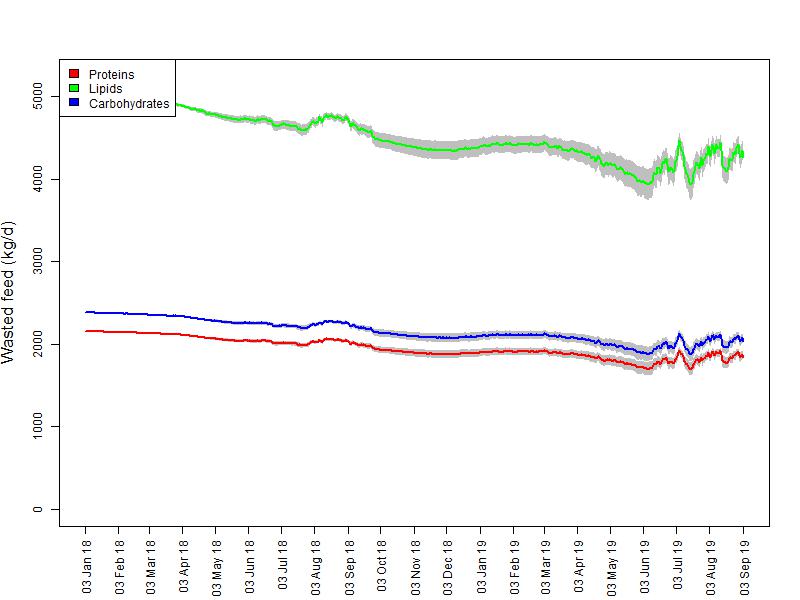 Proteins
Lipids
Carbohydrates
Wasted feed (kg/d)
5000
4000
3000
2000
1000
0
03 Jan 18
03 Feb 18
03 Mar 18
03 Apr 18
03 May 18
03 Jun 18
03 Jul 18
03 Aug 18
03 Sep 18
03 Oct 18
03 Nov 18
03 Dec 18
03 Jan 19
03 Feb 19
03 Mar 19
03 Apr 19
03 May 19
03 Jun 19
03 Jul 19
03 Aug 19
03 Sep 19